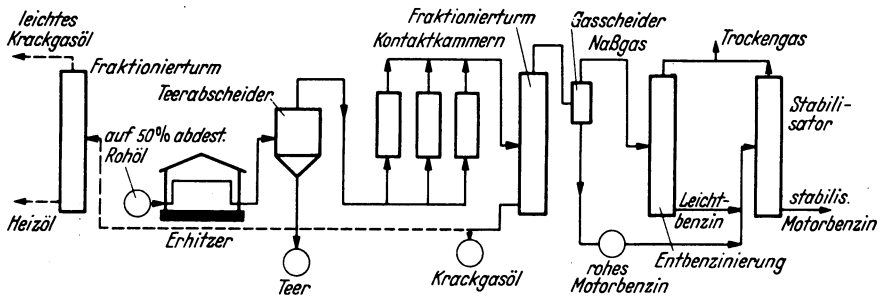 leichtes
Krackgasöl
Fraktionierturm
Teerabscheider
auf 50% abdest.
Rohöl
Heizöl
Erhitzer
Teer
Fraktionierturm
Kontaktkammern
Krackgasöl
Gasscheider
Naßgas
rohes
Motorbenzin
Trockengas
Stabili-
sator
Leicht-
benzin
stabilis.
Motorbenzin
Entbenzinierung